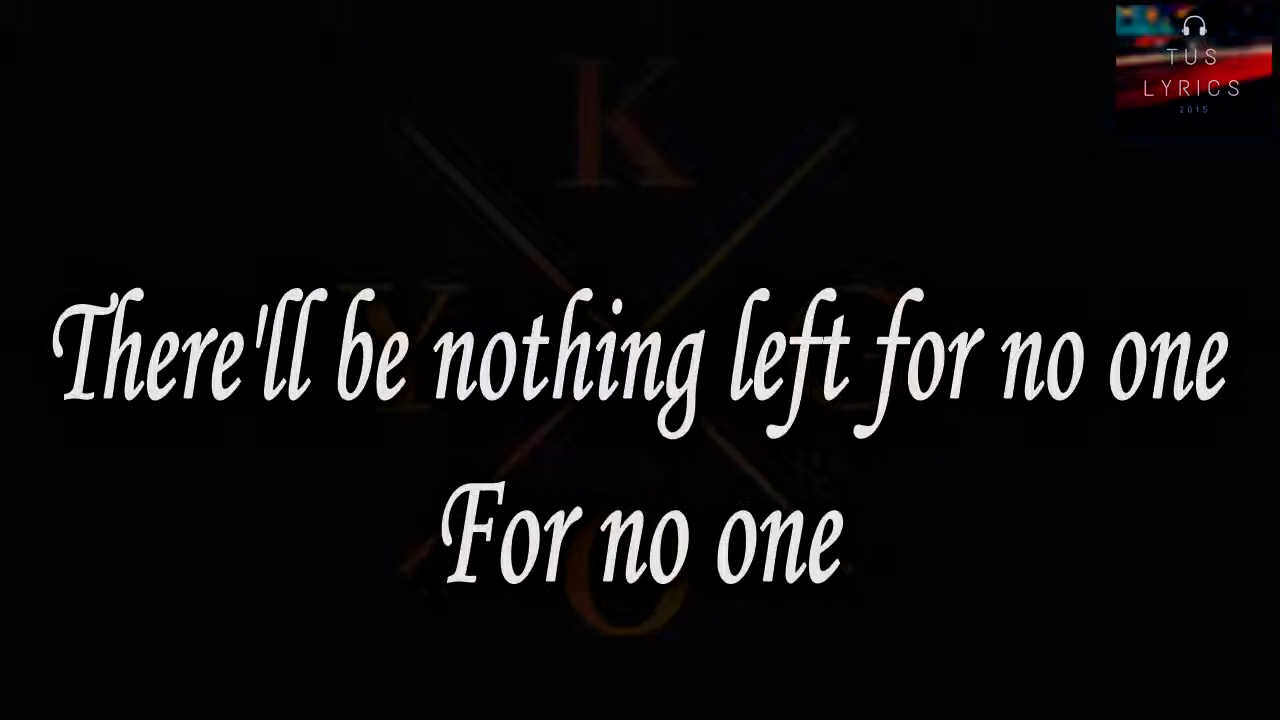 K
Y G
There'll be nothing left for no one
For no one
O
TUS
LYRICS
2015